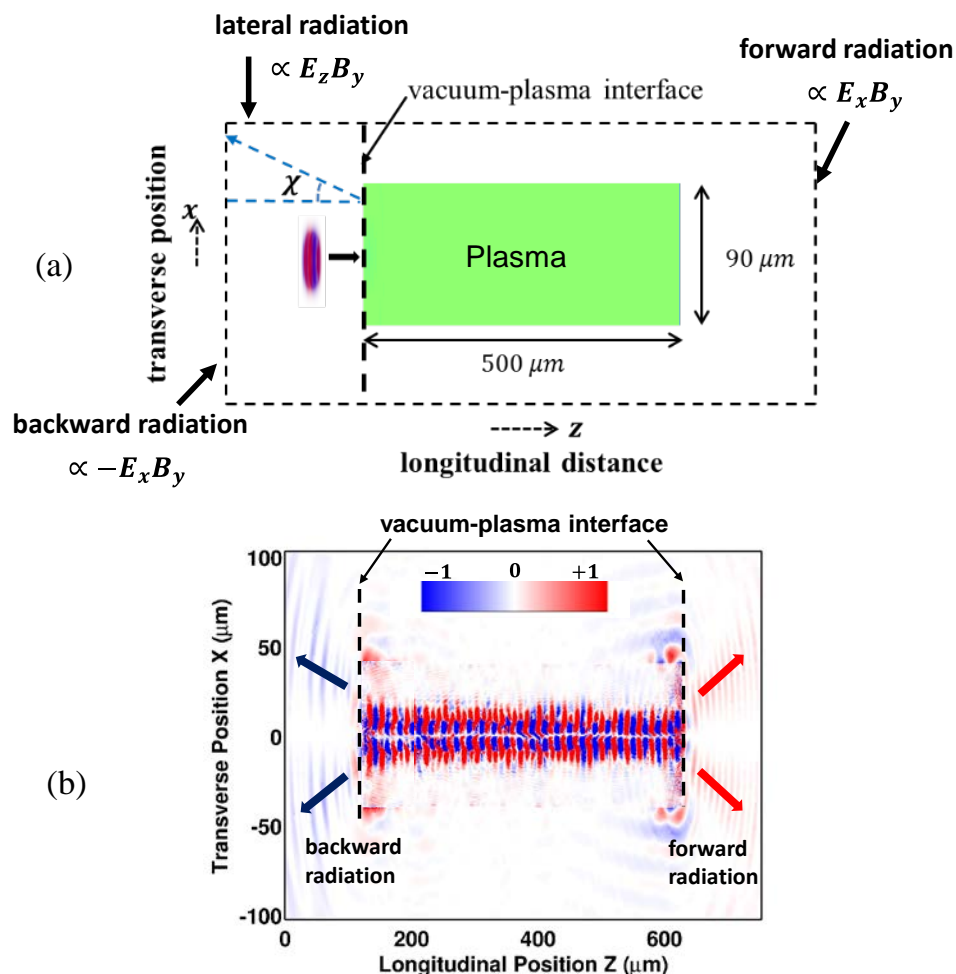 lateral radiation
∝ E_z B_y
forward radiation
∝ E_x B_y
vacuum-plasma interface
χ
x
transverse position
(a)
Plasma
90 μm
500 μm
backward radiation
∝ −E_x B_y
z
longitudinal distance
vacuum-plasma interface
−1 0 +1
100
50
0
-50
-100
Transverse Position X (μm)
(b)
backward
radiation
forward
radiation
0 200 400 600
Longitudinal Position Z (μm)